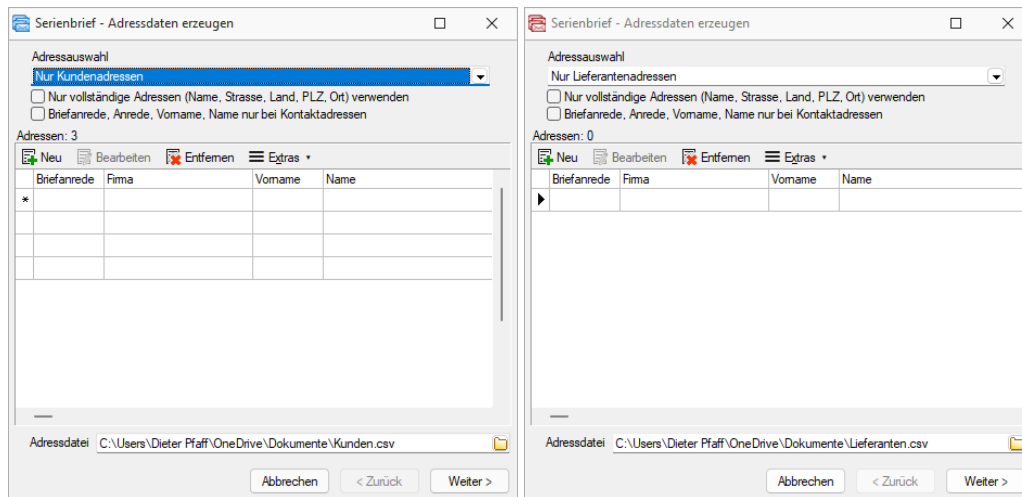 Serienbrief - Adressdaten erzeugen
Adressauswahl
Nur Kundenadressen
Nur vollständige Adressen (Name, Strasse, Land, PLZ, Ort) verwenden
Briefanrede, Anrede, Vorname, Name nur bei Kontaktadressen
Adressen: 3
Neu Bearbeiten Entfernen Extras
Briefanrede Firma Vorname Name
Adressdatei C:\Users\Dieter Pfaff\OneDrive\Dokumente\Kunden.csv
Abbrechen < Zurück Weiter >
Serienbrief - Adressdaten erzeugen
Adressauswahl
Nur Lieferantenadressen
Nur vollständige Adressen (Name, Strasse, Land, PLZ, Ort) verwenden
Briefanrede, Anrede, Vorname, Name nur bei Kontaktadressen
Adressen: 0
Neu Bearbeiten Entfernen Extras
Briefanrede Firma Vorname Name
Adressdatei C:\Users\Dieter Pfaff\OneDrive\Dokumente\Lieferanten.csv
Abbrechen < Zurück Weiter >